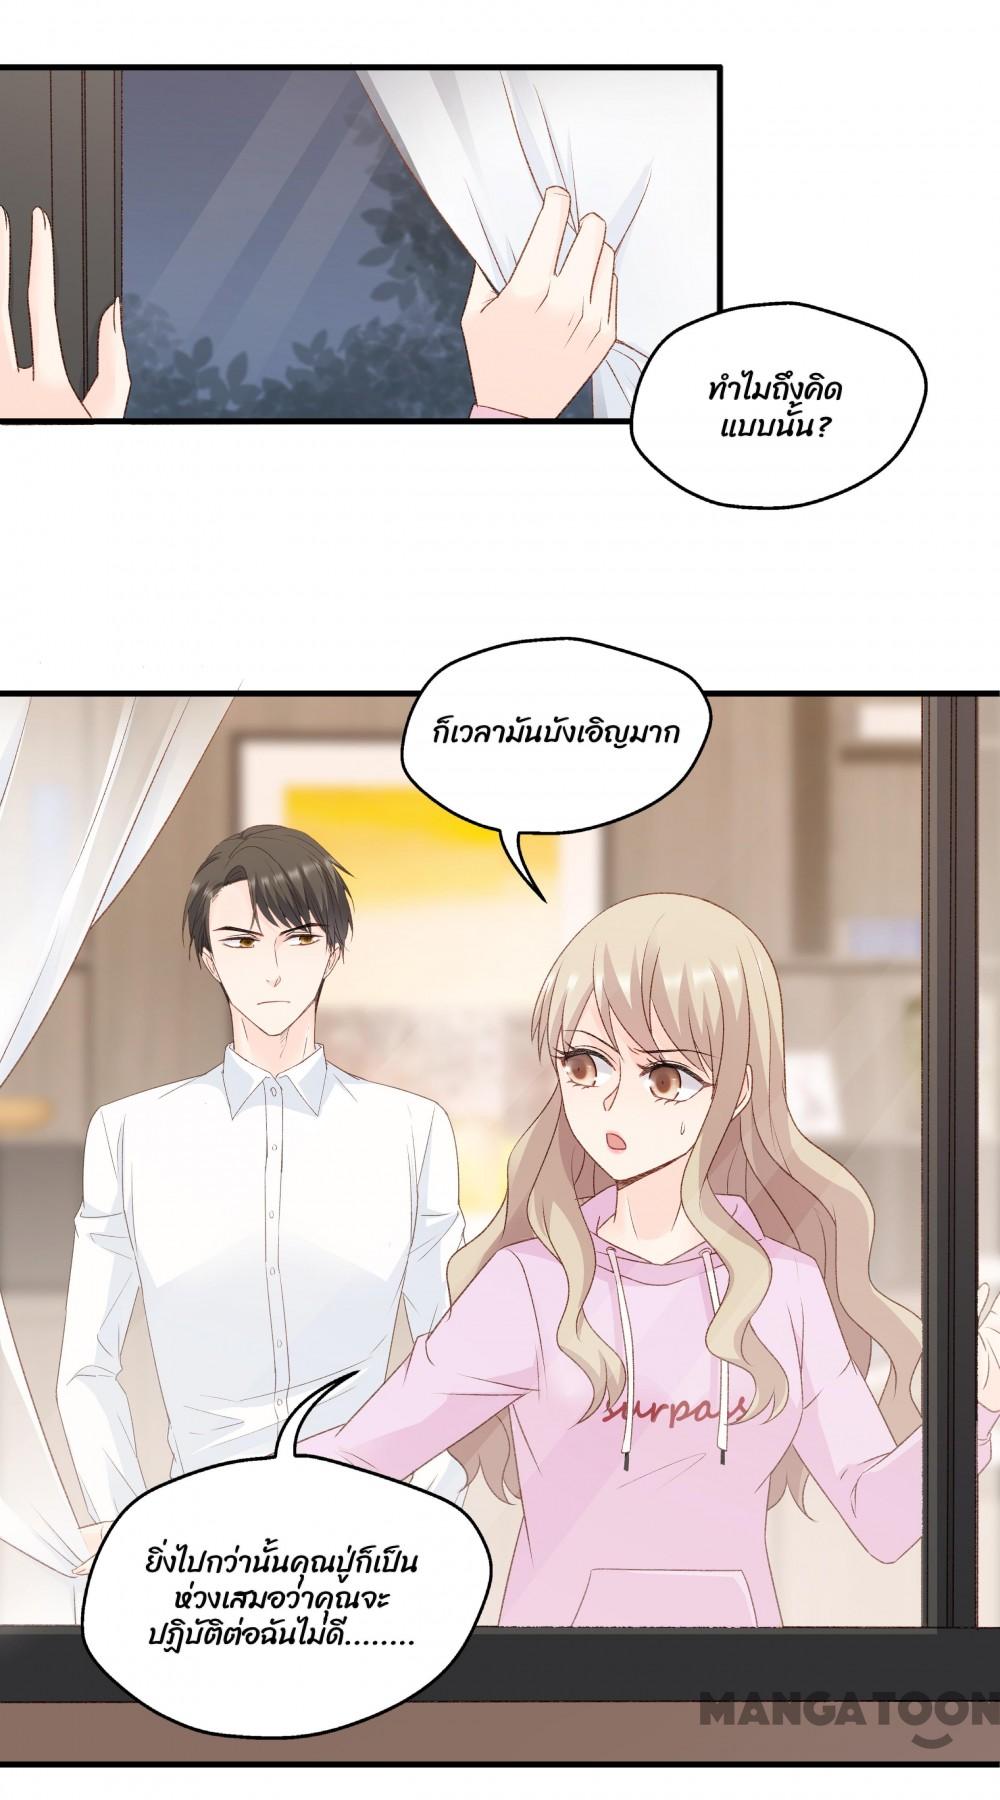 ทำไมถึงคิด
แบบนั้น?
ก็เวลามันบังเอิญมาก
surpass
ยิ่งไปกว่านั้นคุณปู่ก็เป็น
ห่วงเสมอว่าคุณจะ
ปฏิบัติต่อฉันไม่ดี........
MANGATOON